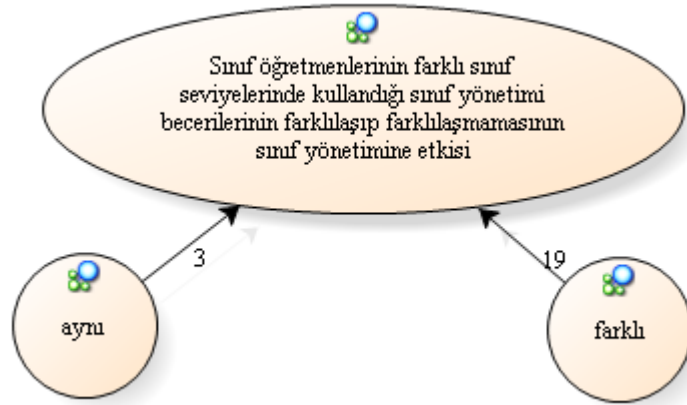 Sınıf öğretmenlerinin farklı sınıf
seviyelerinde kullandığı sınıf yönetimi
becerilerinin farklılaşıp farklılaşmamasının
sınıf yönetimine etkisi
3
19
aynı
farklı